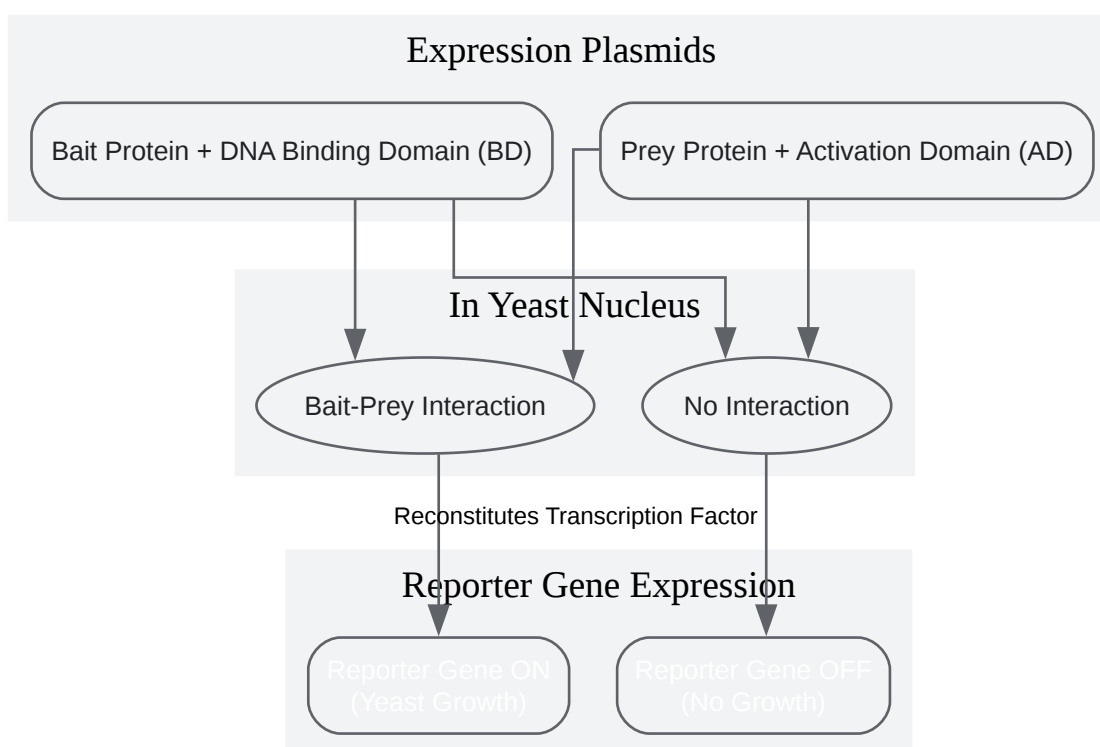 Expression Plasmids
Bait Protein + DNA Binding Domain (BD)
Prey Protein + Activation Domain (AD)
In Yeast Nucleus
Bait-Prey Interaction
No Interaction
Reconstitutes Transcription Factor
Reporter Gene Expression
Reporter Gene ON
(Yeast Growth)
Reporter Gene OFF
(No Growth)